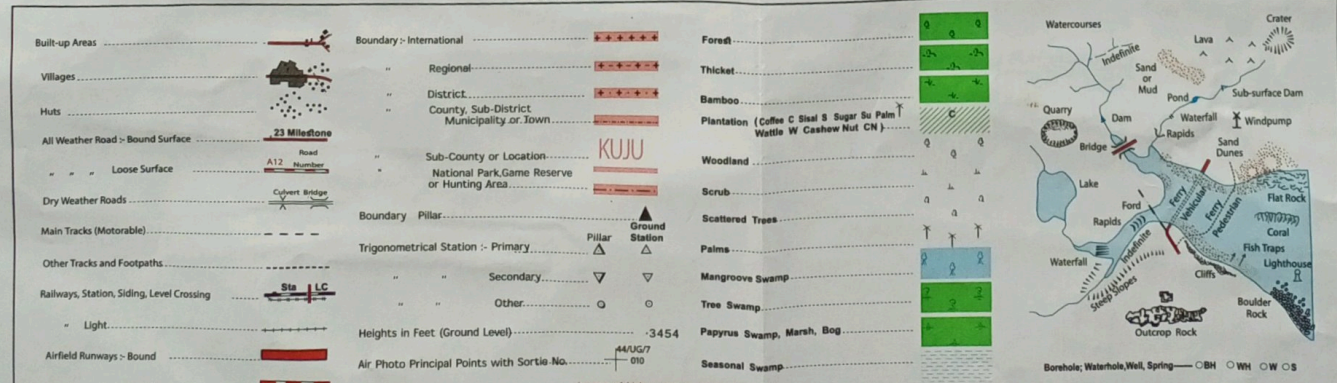 Built-up Areas
Villages
Huts
All Weather Road :- Bound Surface 23 Milestone
" " " Loose Surface A12 Road Number
Dry Weather Roads Culvert Bridge
Main Tracks (Motorable)
Other Tracks and Footpaths
Railways, Station, Siding, Level Crossing Sta LC
" Light
Airfield Runways :- Bound
Boundary :- International
" Regional
" District
" County, Sub-District
Municipality or Town
" Sub-County or Location KUJU
" National Park, Game Reserve
or Hunting Area
Boundary Pillar
Pillar Ground Station
Trigonometrical Station :- Primary
" " Secondary
" " Other
Heights in Feet (Ground Level) ·3454
Air Photo Principal Points with Sortie No. 44/UG/7
010
Forest
Thicket
Bamboo
Plantation (Coffee C Sisal S Sugar Su Palm
Wattle W Cashow Nut CN) C
Woodland
Scrub
Scattered Trees
Palms
Mangroove Swamp
Tree Swamp
Papyrus Swamp, Marsh, Bog
Seasonal Swamp
Watercourses
Crater
Lava
Indefinite
Sand or Mud
Sub-surface Dam
Pond
Quarry
Dam
Waterfall
Windpump
Rapids
Bridge
Sand Dunes
Lake
Ferry Vehicular
Ferry Pedestrian
Flat Rock
Ford
Rapids
Coral
Indefinite
Fish Traps
Waterfall
Lighthouse
Cliffs
Steep Slopes
Boulder Rock
Outcrop Rock
Borehole; Waterhole, Well, Spring BH WH W S